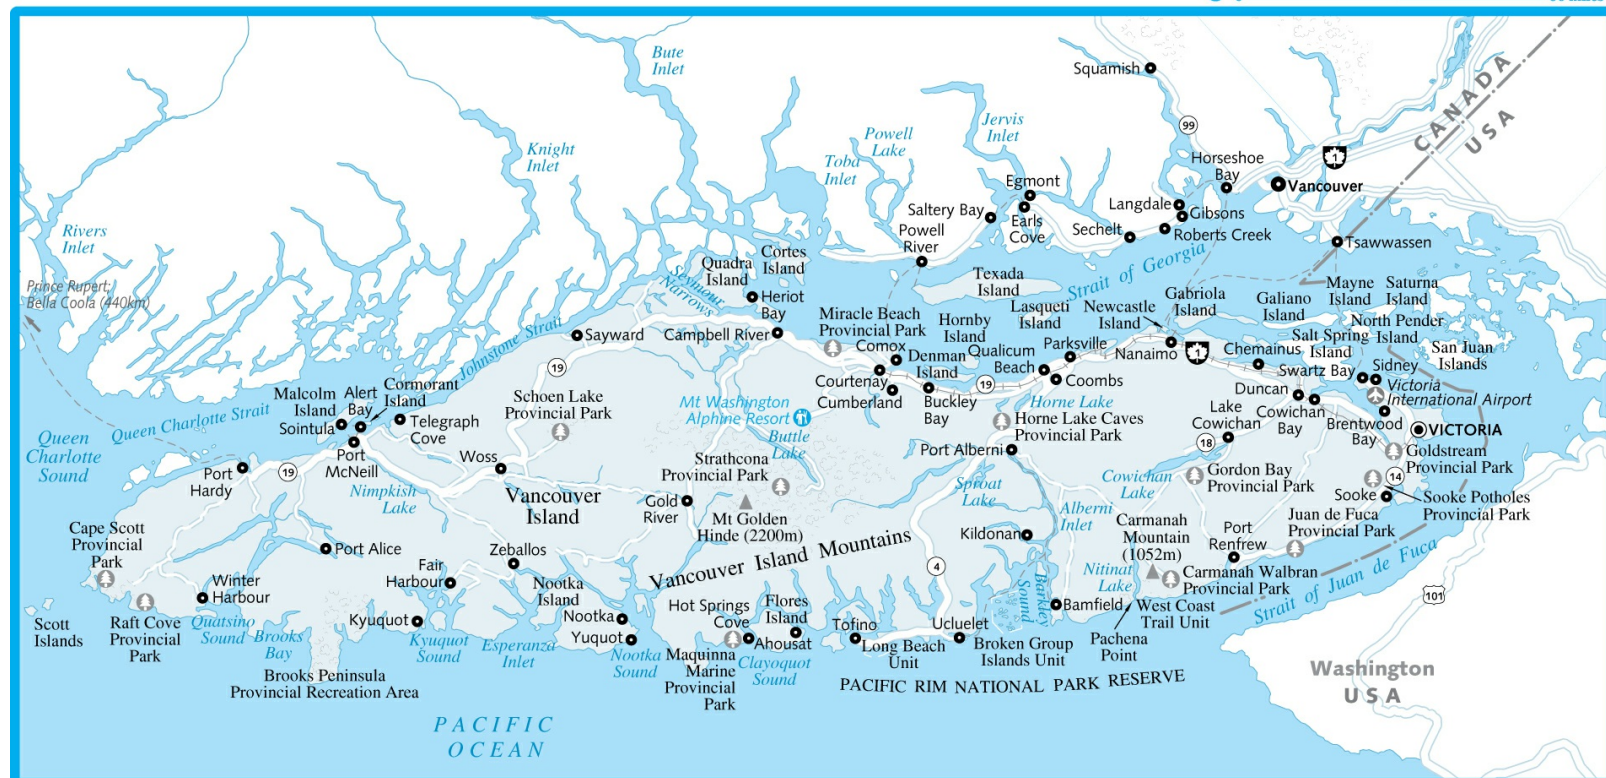 Bute
Inlet
Squamish
CANADA
USA
Jervis
Inlet
99
Powell
Lake
Knight
Inlet
Toba
Inlet
Horseshoe
Bay
1
Vancouver
Egmont
Langdale
Gibsons
Saltery Bay
Earls
Cove
Sechelt
Roberts Creek
Powell
River
Tsawwassen
Rivers
Inlet
Strait of Georgia
Cortes
Island
Quadra
Island
Seymour
Narrows
Texada
Island
Prince Rupert;
Bella Coola (440km)
Heriot
Bay
Mayne
Island
Saturna
Island
Gabriola
Island
Galiano
Island
Newcastle
Island
Lasqueti
Island
Hornby
Island
Miracle Beach
Provincial Park
North Pender
Island
Salt Spring
Island
San Juan
Islands
Johnstone Strait
Sayward
Campbell River
Comox
Denman
Island
Qualicum
Beach
Parksville
Nanaimo
1
Chemainus
Swartz Bay
Sidney
19
Courtenay
Cumberland
Buckley
Bay
19
Coombs
Duncan
Cowichan
Bay
Victoria
International Airport
Brentwood
Bay
VICTORIA
Malcolm
Island
Alert
Bay
Cormorant
Island
Schoen Lake
Provincial Park
Mt Washington
Alphine Resort
Buttle
Lake
Horne Lake
Horne Lake Caves
Provincial Park
Lake
Cowichan
18
Queen Charlotte Strait
Sointula
Telegraph
Cove
Queen
Charlotte
Sound
Port
McNeill
Port
Hardy
19
Woss
Strathcona
Provincial Park
Port Alberni
Goldstream
Provincial Park
14
Nimpkish
Lake
Vancouver
Island
Gold
River
Sproat
Lake
Cowichan
Lake
Gordon Bay
Provincial Park
Sooke
Sooke Potholes
Provincial Park
Mt Golden
Hinde (2200m)
Alberni
Inlet
Carmanah
Mountain
(1052m)
Juan de Fuca
Provincial Park
Port
Renfrew
Cape Scott
Provincial
Park
Port Alice
Zeballos
Fair
Harbour
Vancouver Island Mountains
Kildonan
4
Nitinat
Lake
Carmanah Walbran
Provincial Park
Strait of Juan de Fuca
101
Winter
Harbour
Nootka
Island
Nootka
Hot Springs
Cove
Flores
Island
Barkley
Sound
Bamfield
West Coast
Trail Unit
Scott
Islands
Raft Cove
Provincial
Park
Quatsino
Sound
Brooks
Bay
Kyuquot
Kyuquot
Sound
Esperanza
Inlet
Yuquot
Nootka
Sound
Ahousat
Tofino
Ucluelet
Long Beach
Unit
Broken Group
Islands Unit
Pachena
Point
Maquinna
Marine
Provincial
Park
Clayoquot
Sound
Brooks Peninsula
Provincial Recreation Area
PACIFIC RIM NATIONAL PARK RESERVE
Washington
USA
PACIFIC
OCEAN